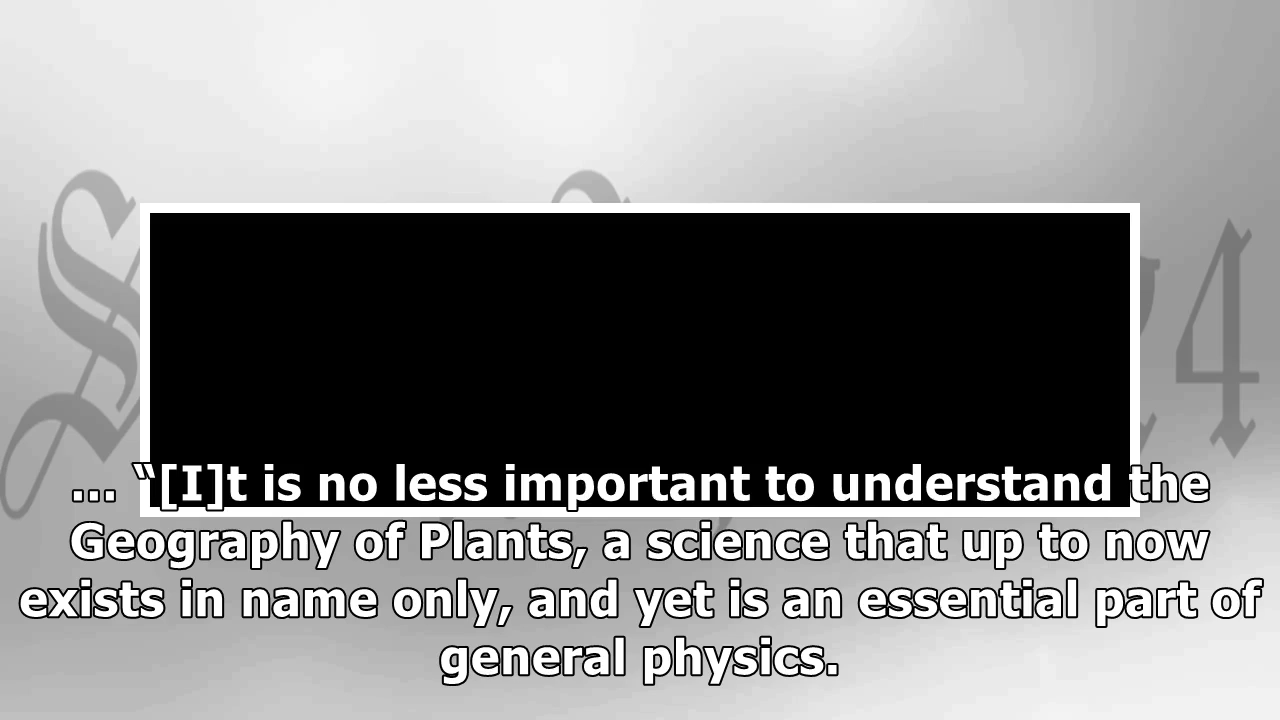 ... “[I]t is no less important to understand the
Geography of Plants, a science that up to now
exists in name only, and yet is an essential part of
general physics.